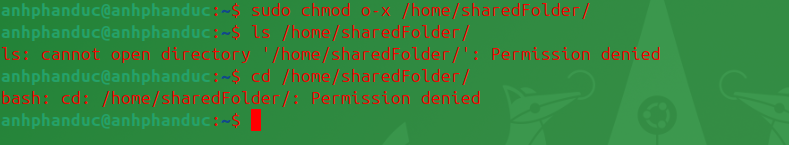 anhphanduc@anhphanduc:~$ sudo chmod o-x /home/sharedFolder/
anhphanduc@anhphanduc:~$ ls /home/sharedFolder/
ls: cannot open directory '/home/sharedFolder/': Permission denied
anhphanduc@anhphanduc:~$ cd /home/sharedFolder/
bash: cd: /home/sharedFolder/: Permission denied
anhphanduc@anhphanduc:~$